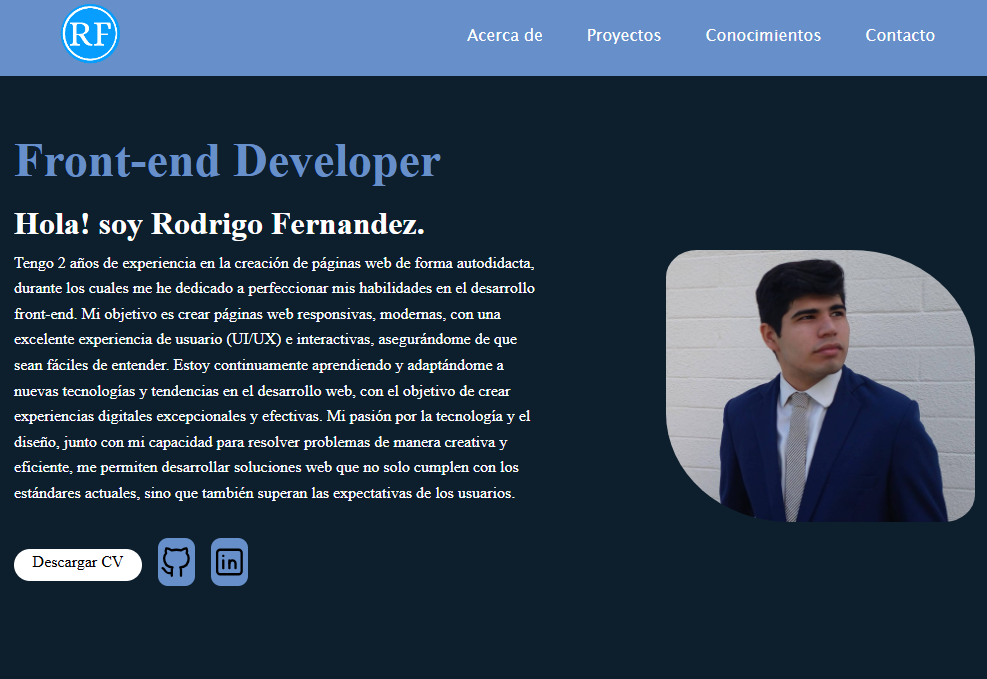 RF
Acerca de
Proyectos
Conocimientos
Contacto
Front-end Developer
Hola! soy Rodrigo Fernandez.
Tengo 2 años de experiencia en la creación de páginas web de forma autodidacta,
durante los cuales me he dedicado a perfeccionar mis habilidades en el desarrollo
front-end. Mi objetivo es crear páginas web responsivas, modernas, con una
excelente experiencia de usuario (UI/UX) e interactivas, asegurándome de que
sean fáciles de entender. Estoy continuamente aprendiendo y adaptándome a
nuevas tecnologías y tendencias en el desarrollo web, con el objetivo de crear
experiencias digitales excepcionales y efectivas. Mi pasión por la tecnología y el
diseño, junto con mi capacidad para resolver problemas de manera creativa y
eficiente, me permiten desarrollar soluciones web que no solo cumplen con los
estándares actuales, sino que también superan las expectativas de los usuarios.
Descargar CV
in